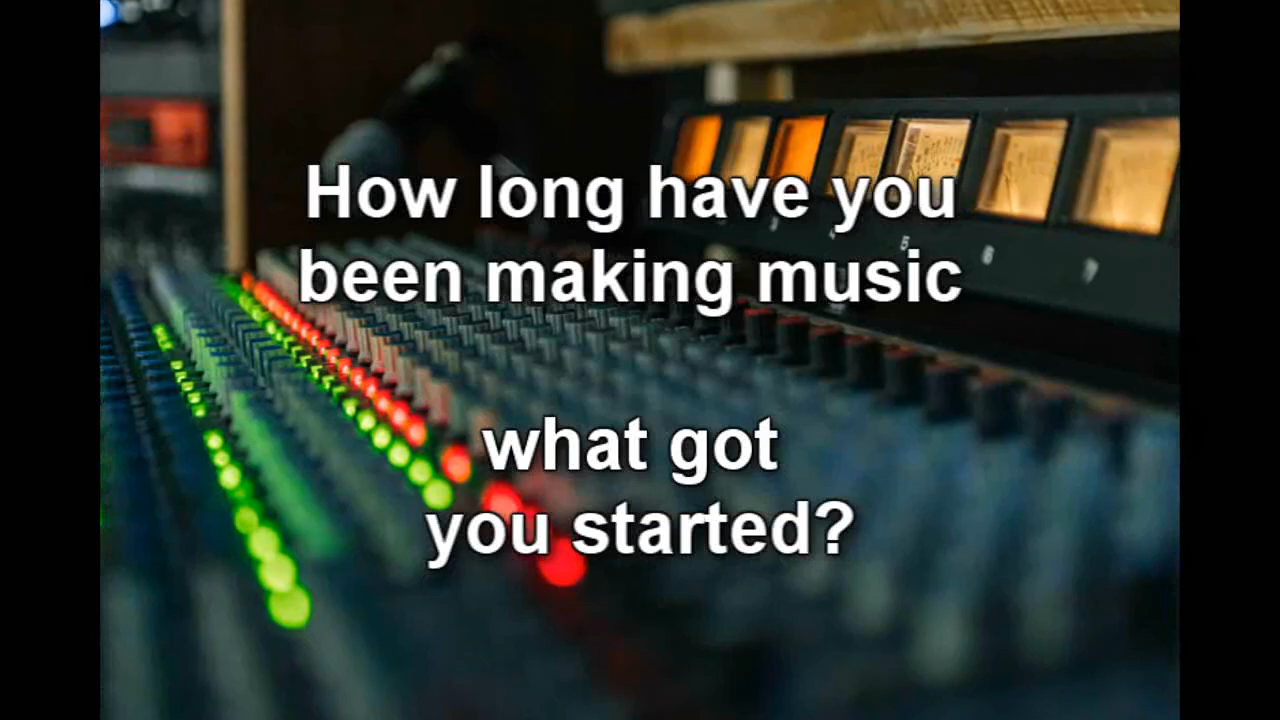 How long have you
been making music
what got
you started?